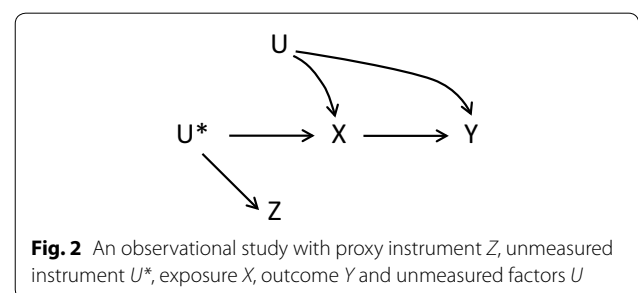 U
U* X Y
Z
Fig. 2 An observational study with proxy instrument Z, unmeasured
instrument U*, exposure X, outcome Y and unmeasured factors U